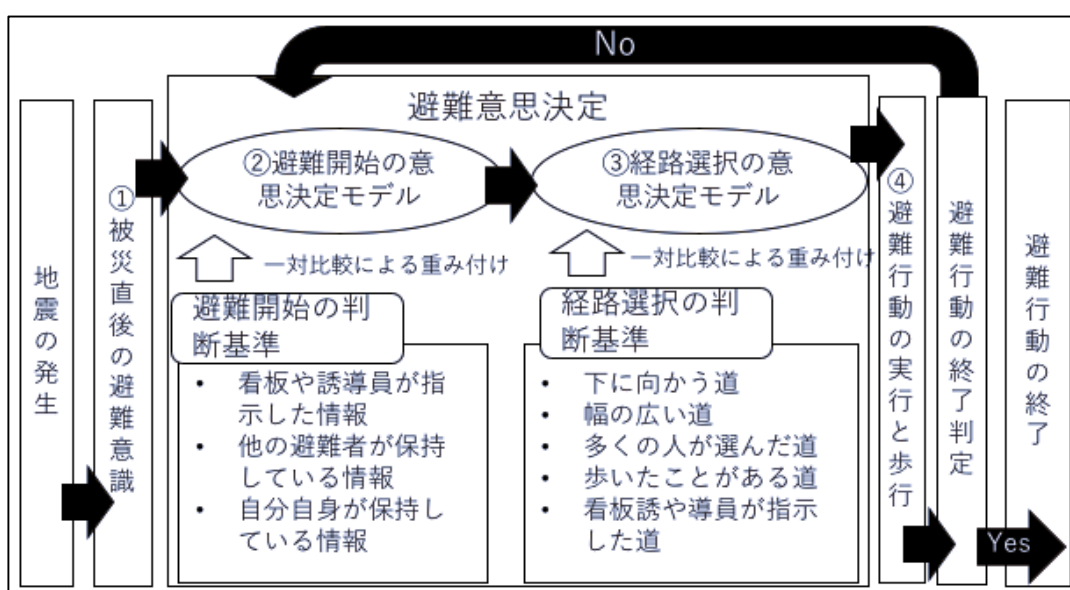 No
地震の発生
①被災直後の避難意識
避難意思決定
②避難開始の意
思決定モデル
③経路選択の意
思決定モデル
一対比較による重み付け
一対比較による重み付け
避難開始の判
断基準
• 看板や誘導員が指
示した情報
• 他の避難者が保持
している情報
• 自分自身が保持し
ている情報
経路選択の判
断基準
• 下に向かう道
• 幅の広い道
• 多くの人が選んだ道
• 歩いたことがある道
• 看板誘や導員が指示
した道
④避難行動の実行と歩行
避難行動の終了判定
Yes
避難行動の終了